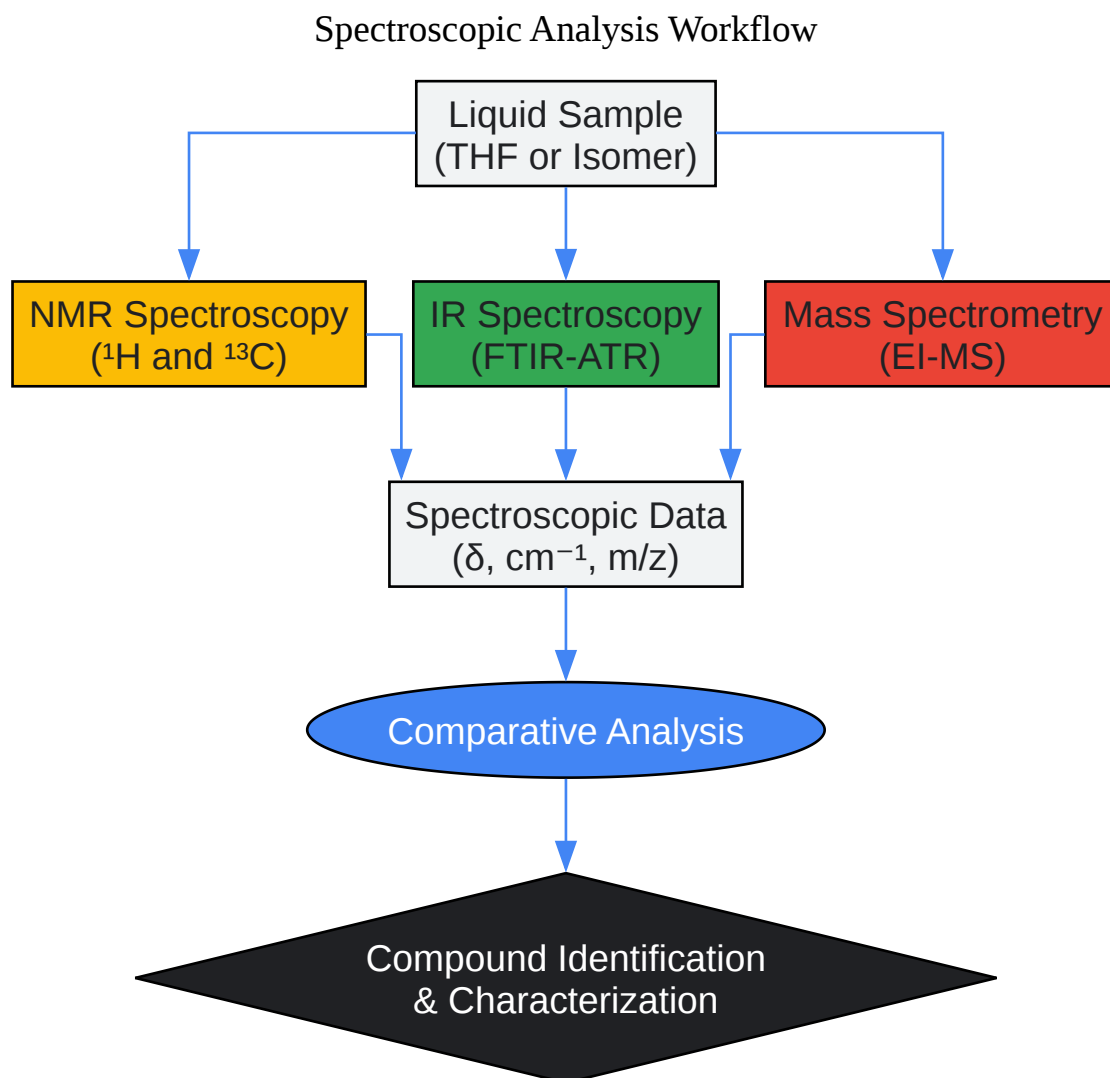 Spectroscopic Analysis Workflow
Liquid Sample
(THF or Isomer)
NMR Spectroscopy
(¹H and ¹³C)
IR Spectroscopy
(FTIR-ATR)
Mass Spectrometry
(EI-MS)
Spectroscopic Data
(δ, cm⁻¹, m/z)
Comparative Analysis
Compound Identification
& Characterization